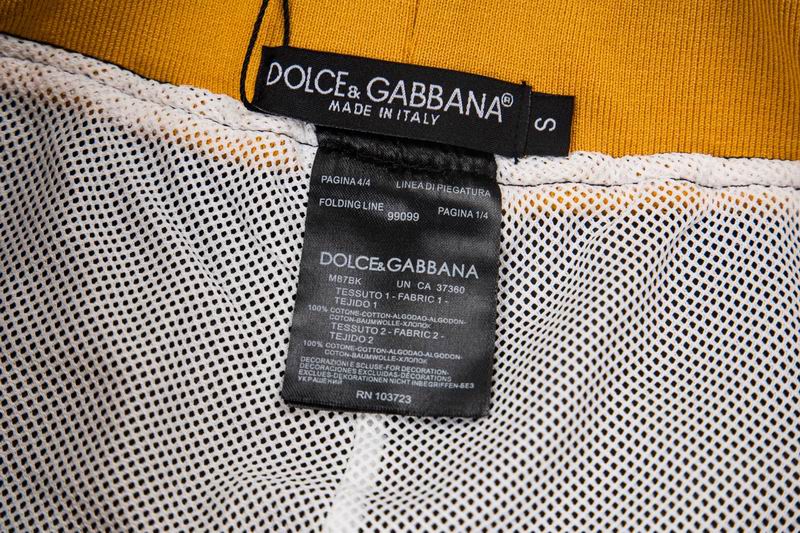 DOLCE&GABBANA®
MADE IN ITALY
S
PAGINA 4/4 LINEA DI PIEGATURA
FOLDING LINE 99099 PAGINA 1/4
DOLCE&GABBANA
M87BK UN CA 37360
TESSUTO 1 - FABRIC 1 -
TEJIDO 1
100% COTONE-COTTON-ALGODAO-ALGODON-
COTON-BAUMWOLLE-ХЛОПОК
TESSUTO 2 - FABRIC 2 -
TEJIDO 2
100% COTONE-COTTON-ALGODAO-ALGODON-
COTON-BAUMWOLLE-ХЛОПОК
DECORAZIONI ESCLUSE-FOR DECORATION-
DECORACIONES EXCLUIDAS-DECORATIONS
EXCLUES-DEKORATIONEN NICHT INBEGRIFFEN-БЕЗ
УКРАШЕНИЙ
RN 103723